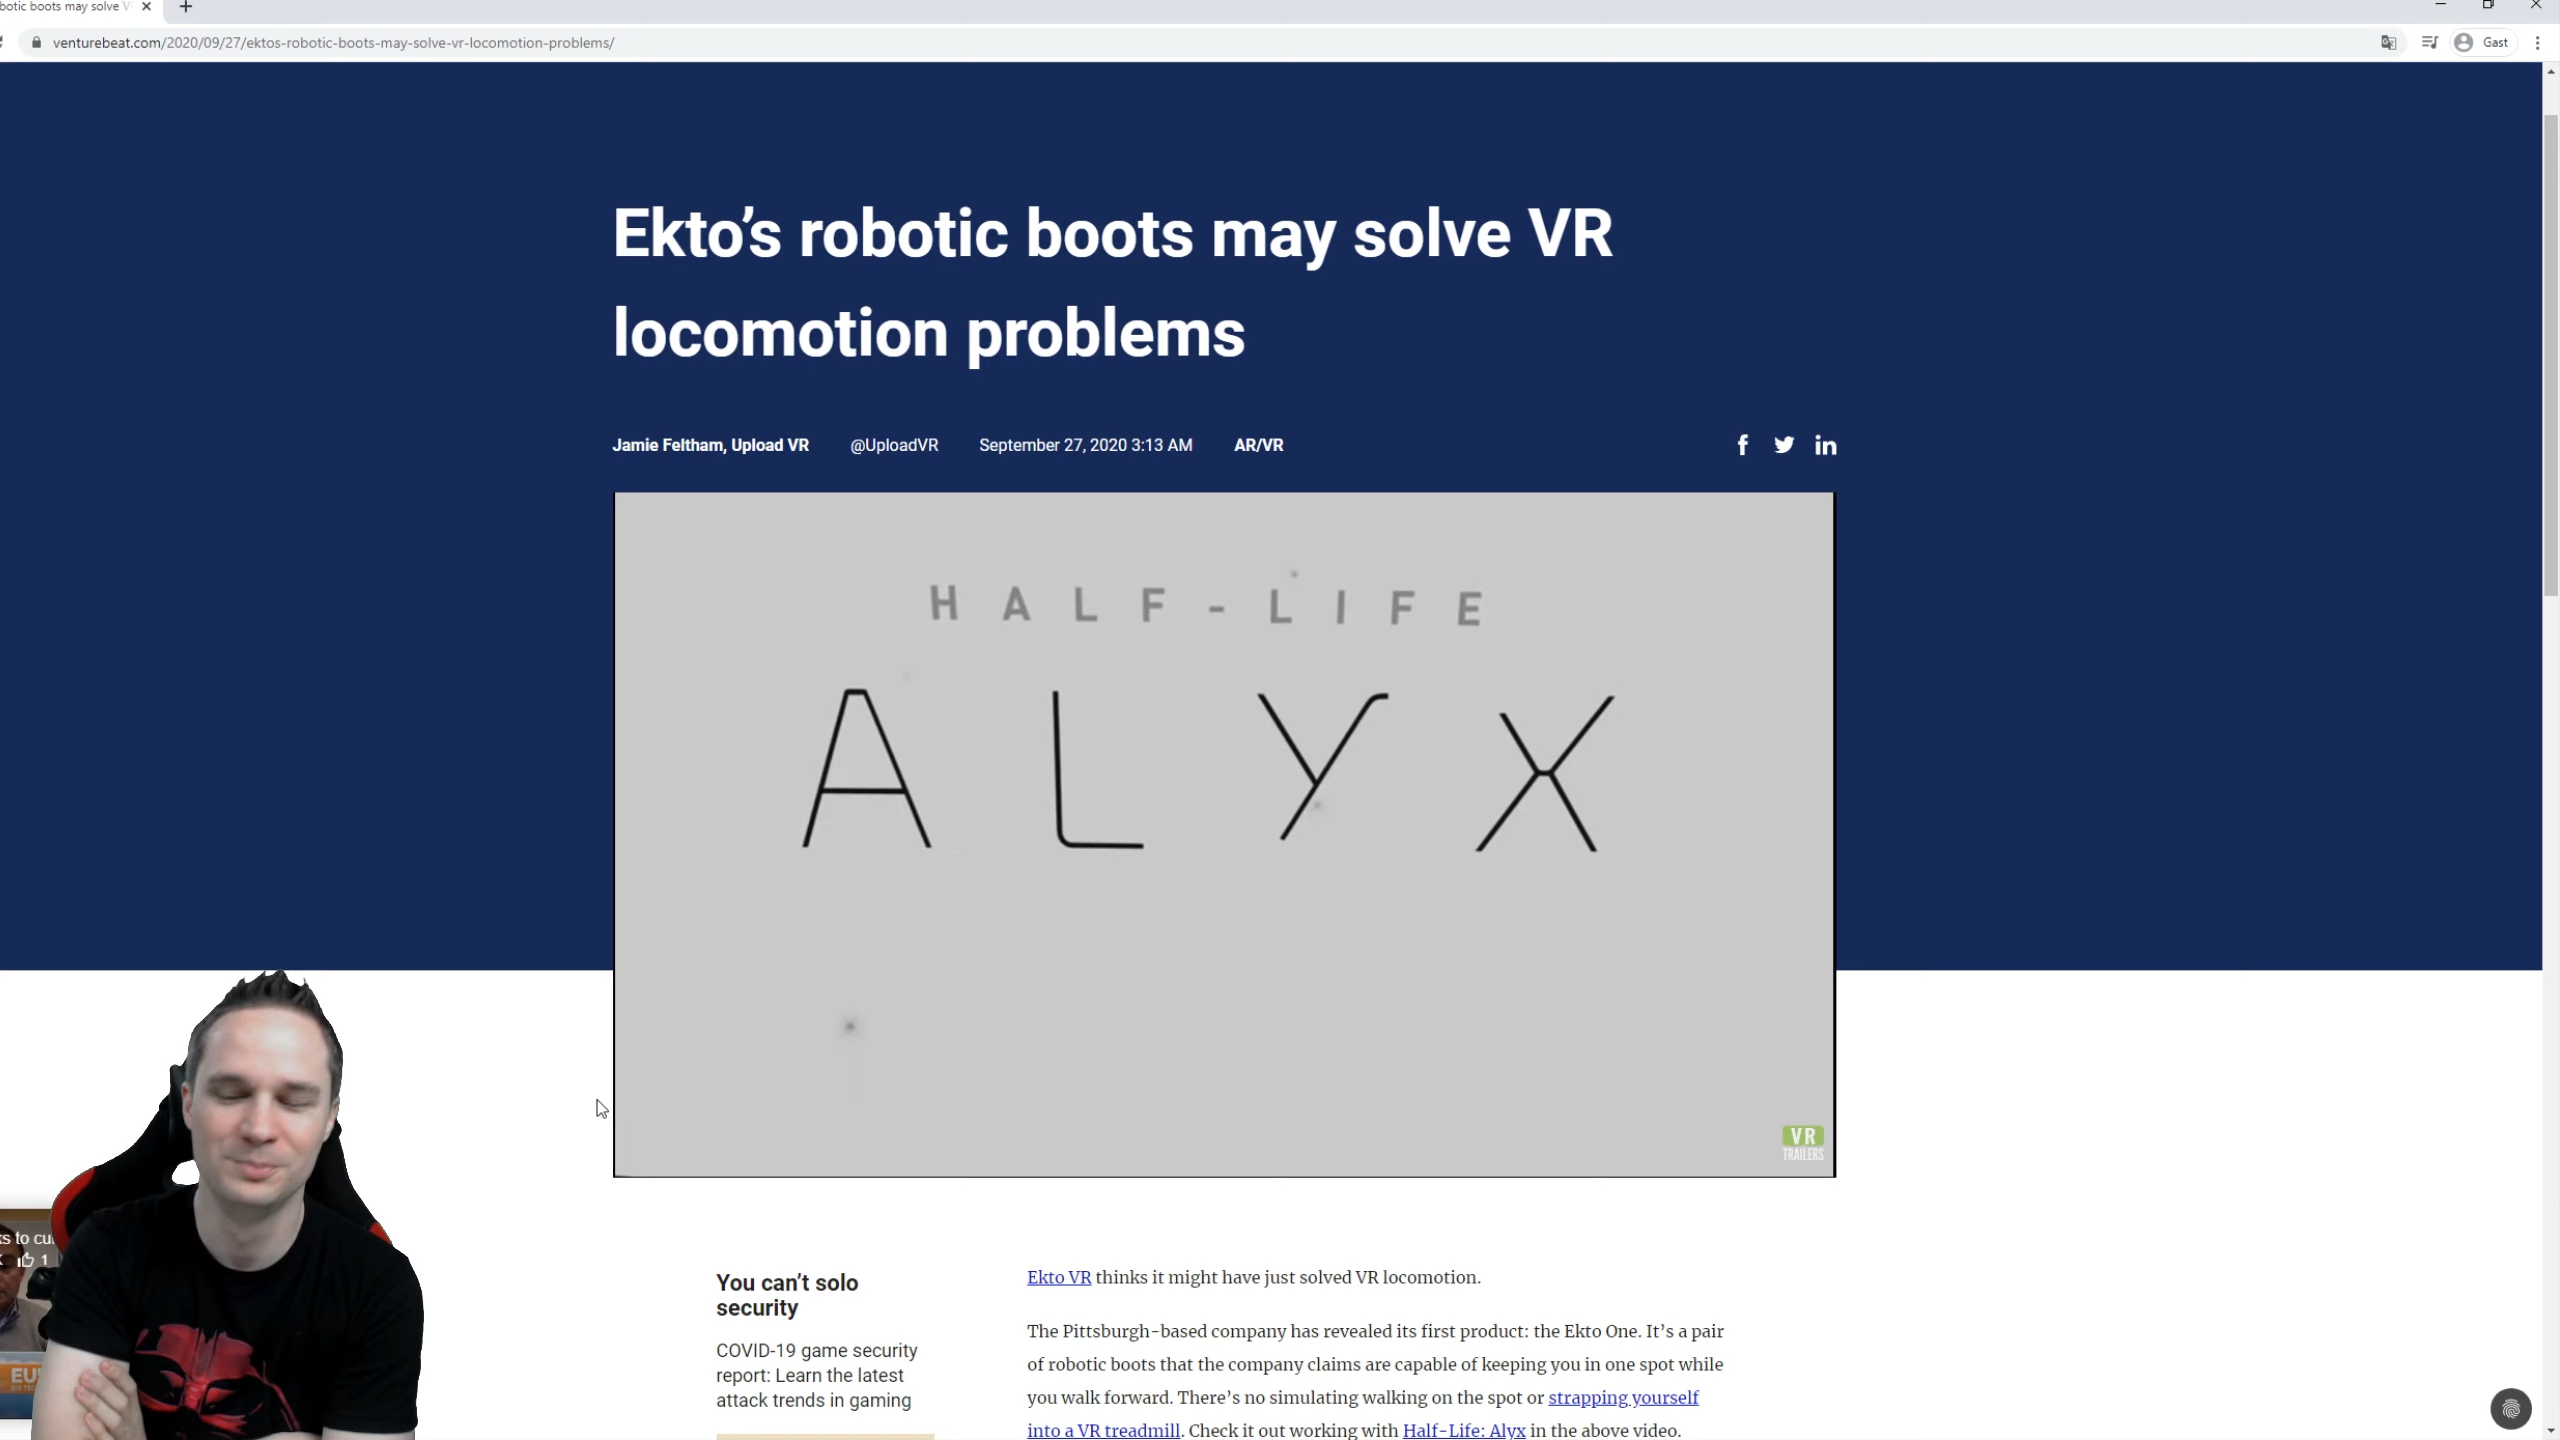 botic boots may solve V
venturebeat.com/2020/09/27/ektos-robotic-boots-may-solve-vr-locomotion-problems/
Gast
Ekto’s robotic boots may solve VR
locomotion problems
Jamie Feltham, Upload VR @UploadVR September 27, 2020 3:13 AM AR/VR
f in
HALF-LIFE
ALYX
VR
TRAILERS
ks to cu
1
EU
You can’t solo
security
COVID-19 game security
report: Learn the latest
attack trends in gaming
Ekto VR thinks it might have just solved VR locomotion.
The Pittsburgh-based company has revealed its first product: the Ekto One. It’s a pair
of robotic boots that the company claims are capable of keeping you in one spot while
you walk forward. There’s no simulating walking on the spot or strapping yourself
into a VR treadmill. Check it out working with Half-Life: Alyx in the above video.